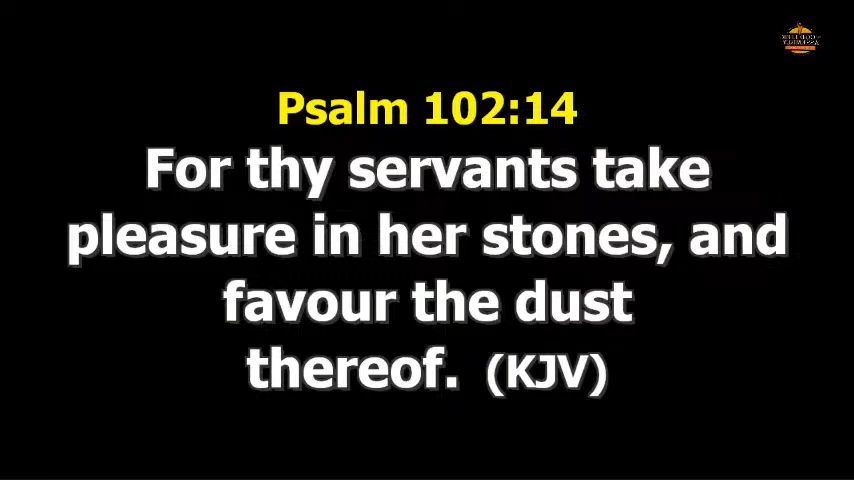 Psalm 102:14
For thy servants take
pleasure in her stones, and
favour the dust
thereof. (KJV)